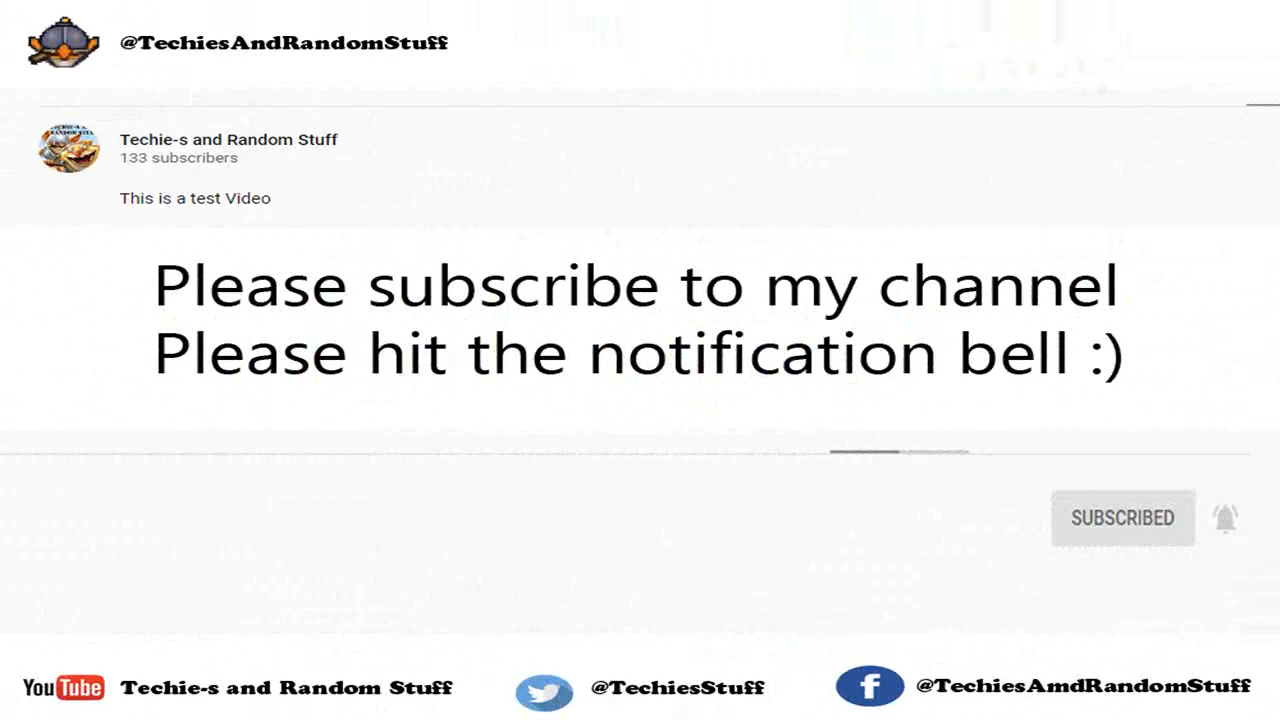 @TechiesAndRandomStuff
Techie-s and Random Stuff
133 subscribers
This is a test Video
Please subscribe to my channel
Please hit the notification bell :)
SUBSCRIBED
YouTube Techie-s and Random Stuff
@TechiesStuff
f @TechiesAmdRandomStuff